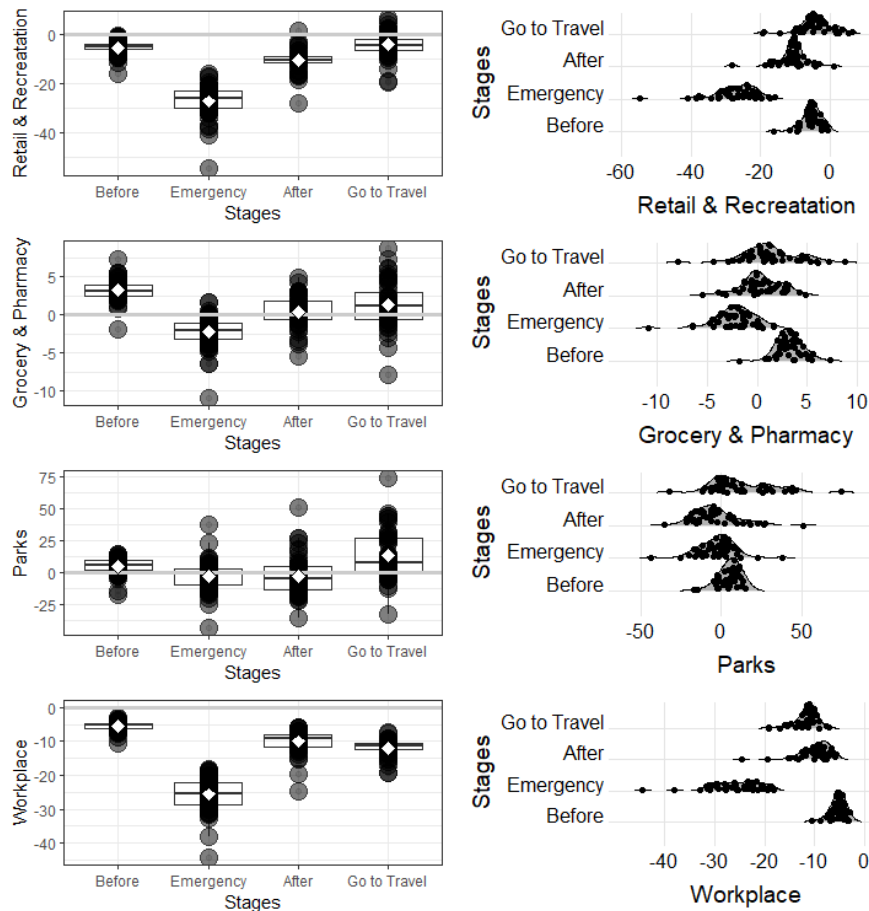 Retail & Recreatation
0
-20
-40
Before Emergency After Go to Travel
Stages
Stages
Go to Travel
After
Emergency
Before
-60 -40 -20 0
Retail & Recreatation
Grocery & Pharmacy
5
0
-5
-10
Before Emergency After Go to Travel
Stages
Stages
Go to Travel
After
Emergency
Before
-10 -5 0 5 10
Grocery & Pharmacy
Parks
75
50
25
0
-25
Before Emergency After Go to Travel
Stages
Stages
Go to Travel
After
Emergency
Before
-50 0 50
Parks
Workplace
0
-10
-20
-30
-40
Before Emergency After Go to Travel
Stages
Stages
Go to Travel
After
Emergency
Before
-40 -30 -20 -10 0
Workplace